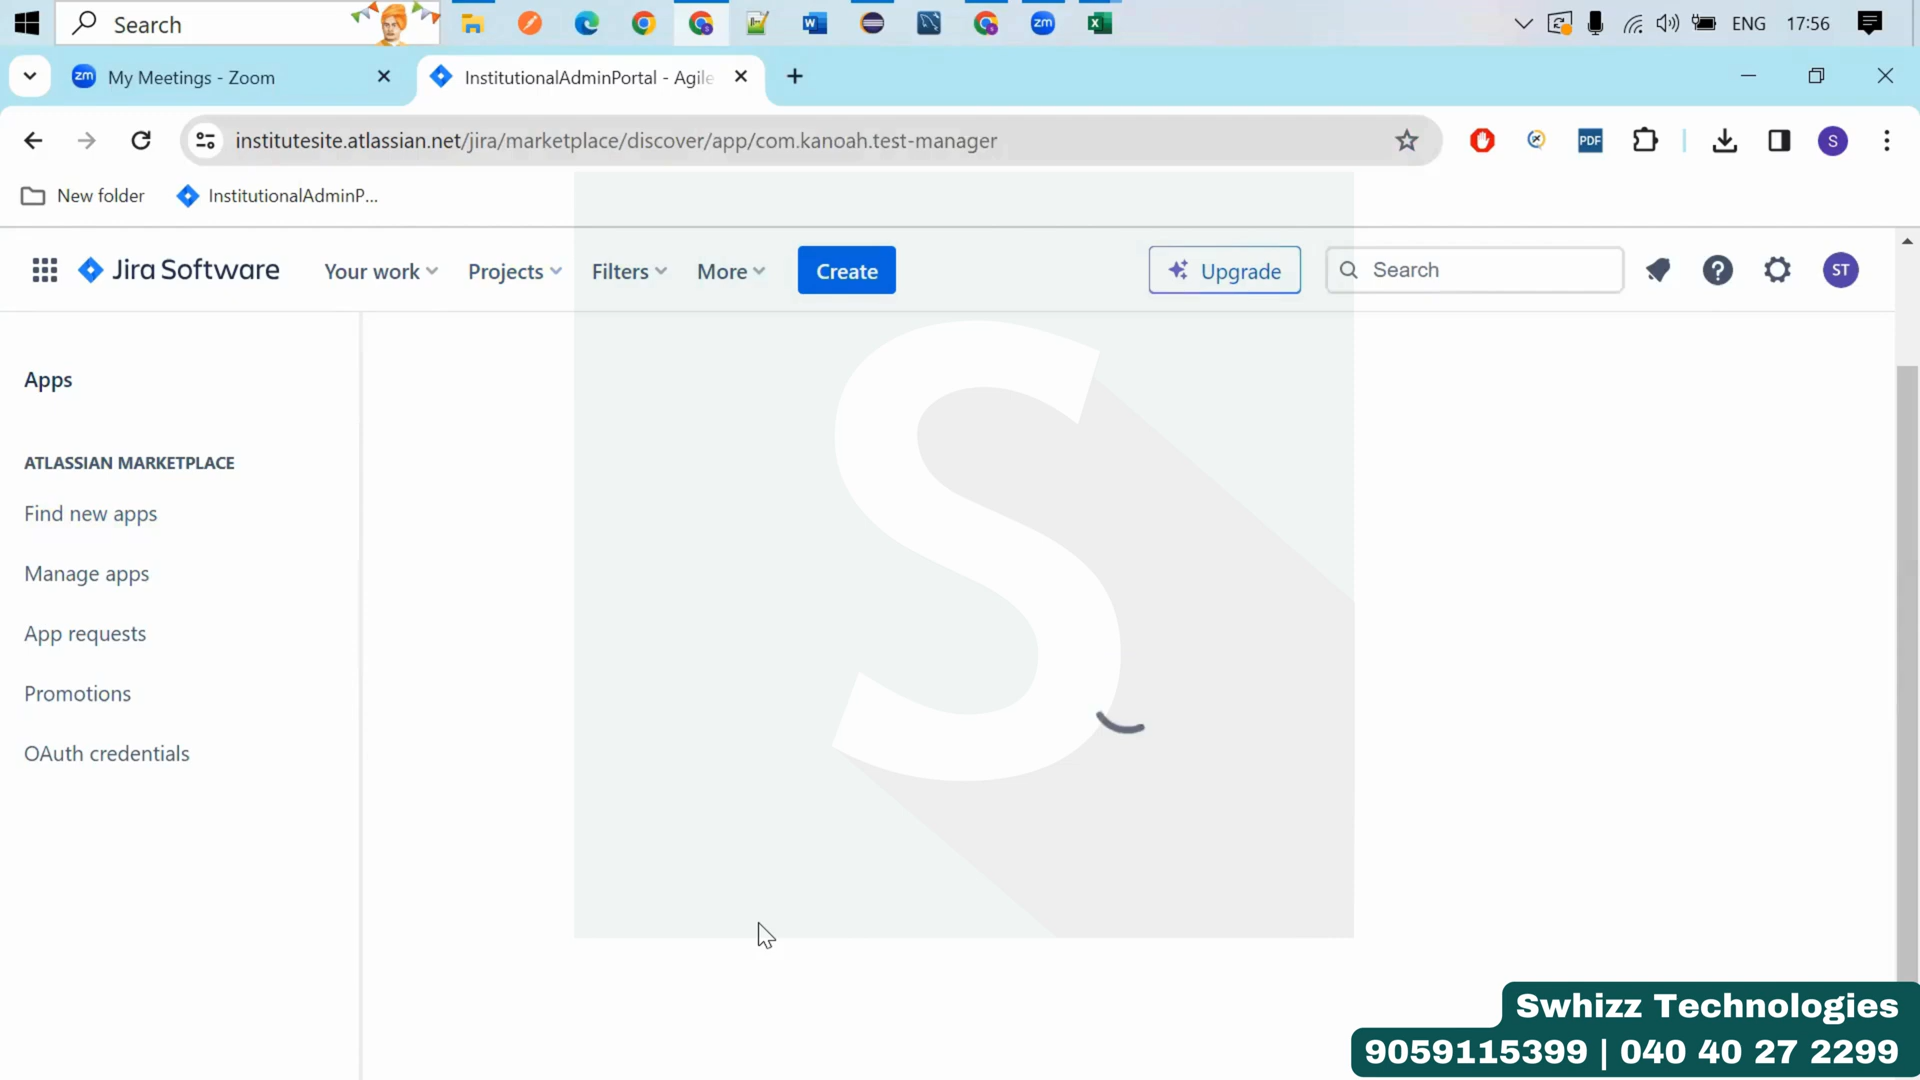 Search
ENG
17:56
zm
My Meetings - Zoom
InstitutionalAdminPortal - Agile
institutesite.atlassian.net/jira/marketplace/discover/app/com.kanoah.test-manager
PDF
S
New folder
InstitutionalAdminP...
Jira Software
Your work
Projects
Filters
More
Create
Upgrade
Search
ST
Apps
ATLASSIAN MARKETPLACE
Find new apps
Manage apps
App requests
Promotions
OAuth credentials
S
Swhizz Technologies
9059115399 | 040 40 27 2299